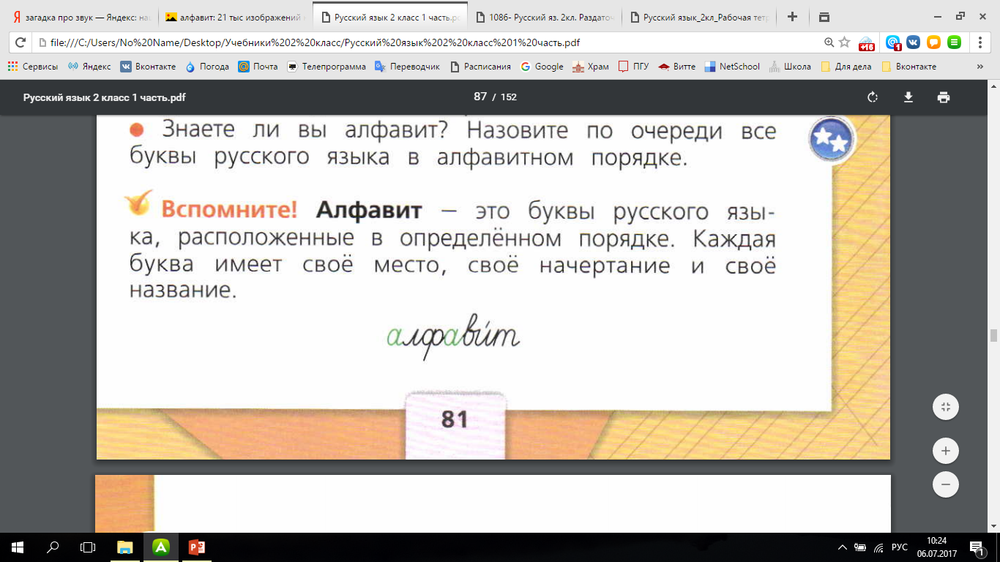 загадка про звук — Яндекс: на
алфавит: 21 тыс изображений
Русский язык 2 класс 1 часть.p
1086- Русский яз. 2кл. Раздаточ
Русский язык_2кл_Рабочая тетр
file:///C:/Users/No%20Name/Desktop/Учебники%202%20класс/Русский%20язык%202%20класс%201%20часть.pdf
+16
1
Сервисы Яндекс Вконтакте Погода Почта Телепрограмма Переводчик Расписания Google Храм ПГУ Витте NetSchool Школа Для дела Вконтакте »
Русский язык 2 класс 1 часть.pdf 87 / 152
Знаете ли вы алфавит? Назовите по очереди все
буквы русского языка в алфавитном порядке.
Вспомните! Алфавит – это буквы русского язы-
ка, расположенные в определённом порядке. Каждая
буква имеет своё место, своё начертание и своё
название.
алфави́т
81
РУС
10:24
06.07.2017
1